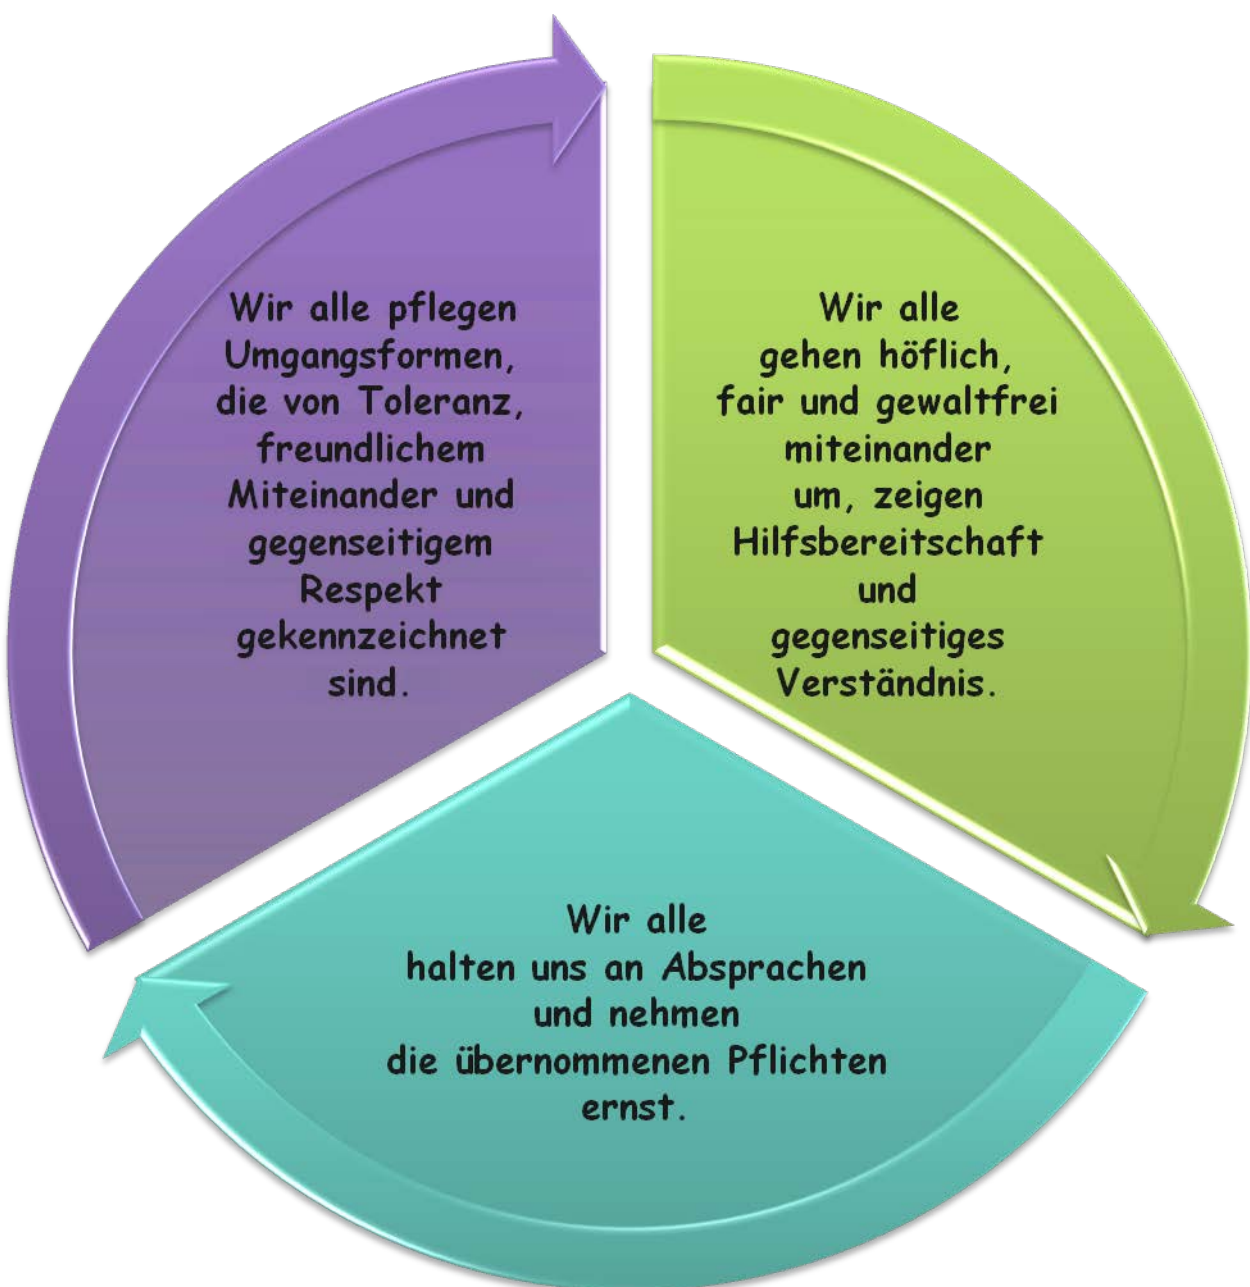 Wir alle pflegen
Umgangsformen,
die von Toleranz,
freundlichem
Miteinander und
gegenseitigem
Respekt
gekennzeichnet
sind.
Wir alle
gehen höflich,
fair und gewaltfrei
miteinander
um, zeigen
Hilfsbereitschaft
und
gegenseitiges
Verständnis.
Wir alle
halten uns an Absprachen
und nehmen
die übernommenen Pflichten
ernst.